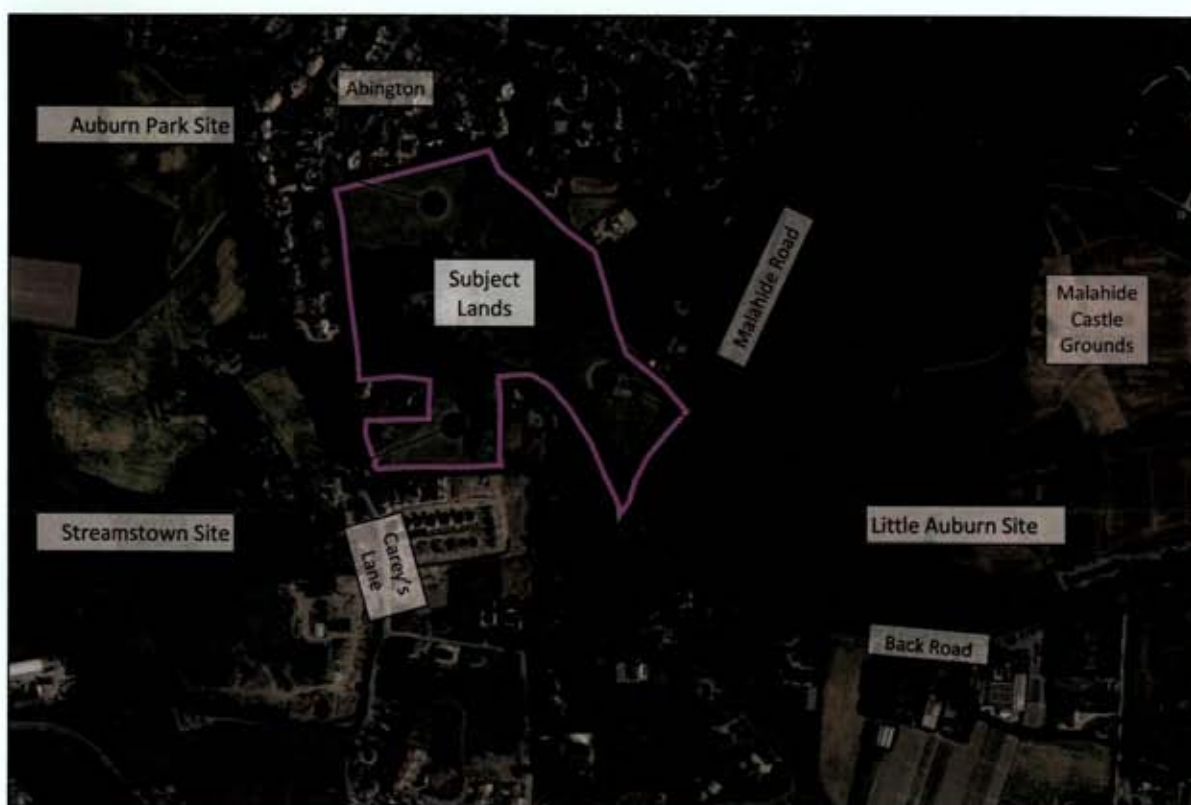 Abington
Auburn Park Site
Subject
Lands
Malahide Road
Malahide
Castle
Grounds
Streamstown Site
Carey's
Lane
Little Auburn Site
Back Road